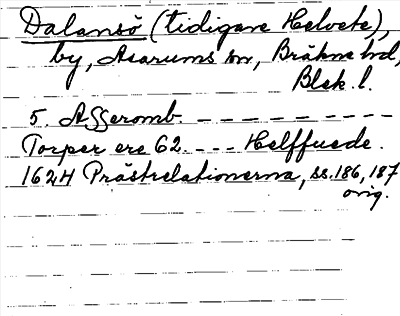 Dalansö (tidigare Helvete),
by, Asarums sn, Bräkne hd,
Blek. l.
5. Afferomb. – – – – – – – – –
Torper ere 62. – – – Helffuede.
1624 Prästrelationerna, ss. 186, 187
orig.